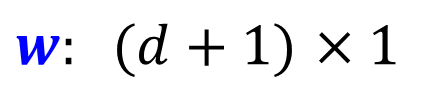 w: (d + 1) × 1